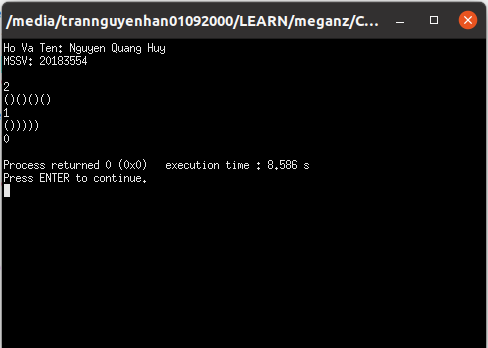 /media/trannguyenhan01092000/LEARN/meganz/C...
Ho Va Ten: Nguyen Quang Huy
MSSV: 20183554
2
()()()()
1
()))))
0
Process returned 0 (0x0)   execution time : 8.586 s
Press ENTER to continue.